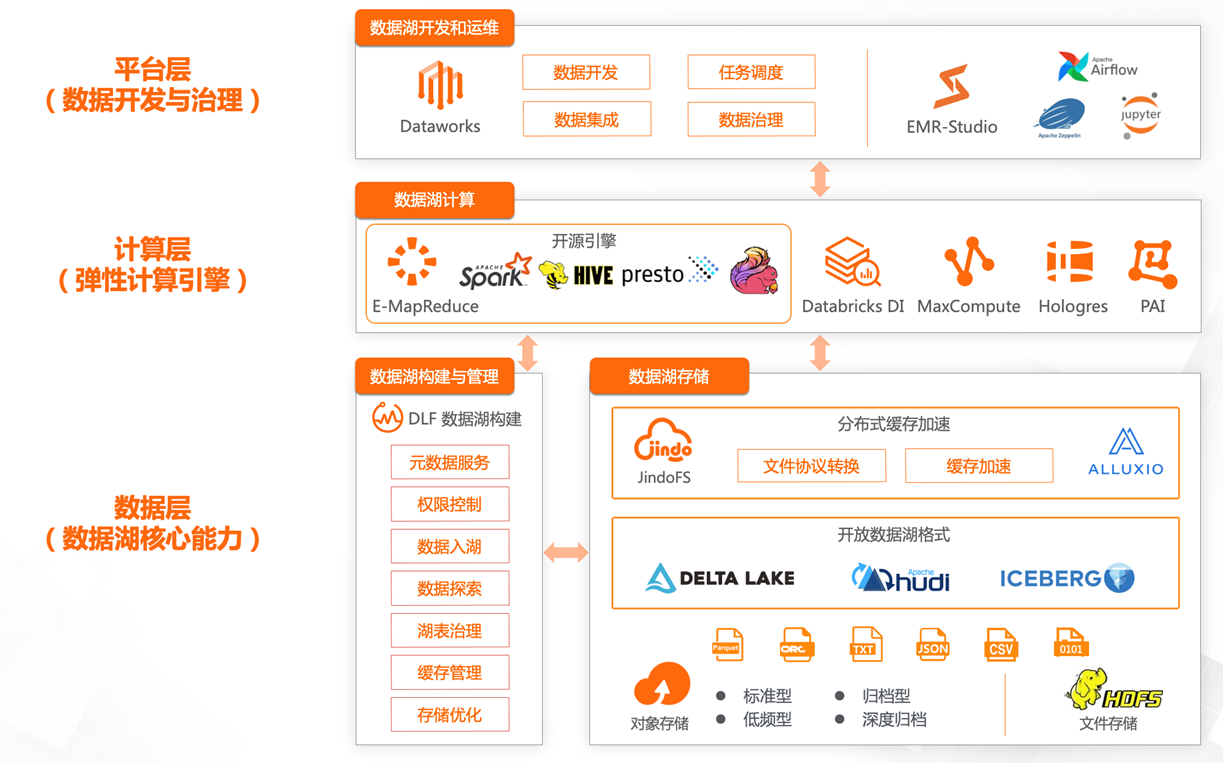 平台层
（数据开发与治理）
数据湖开发和运维
Dataworks
数据开发
任务调度
数据集成
数据治理
EMR-Studio
Apache
Airflow
Apache Zeppelin
jupyter
计算层
（弹性计算引擎）
数据湖计算
开源引擎
E-MapReduce
APACHE
Spark
HIVE
presto
Databricks DI
MaxCompute
Hologres
PAI
数据层
（数据湖核心能力）
数据湖构建与管理
DLF 数据湖构建
元数据服务
权限控制
数据入湖
数据探索
湖表治理
缓存管理
存储优化
数据湖存储
分布式缓存加速
Jindo
JindoFS
文件协议转换
缓存加速
ALLUXIO
开放数据湖格式
DELTA LAKE
Apache
hudi
ICEBERG
Parquet
ORC
TXT
JSON
CSV
0101
对象存储
● 标准型
● 归档型
● 低频型
● 深度归档
HDFS
文件存储